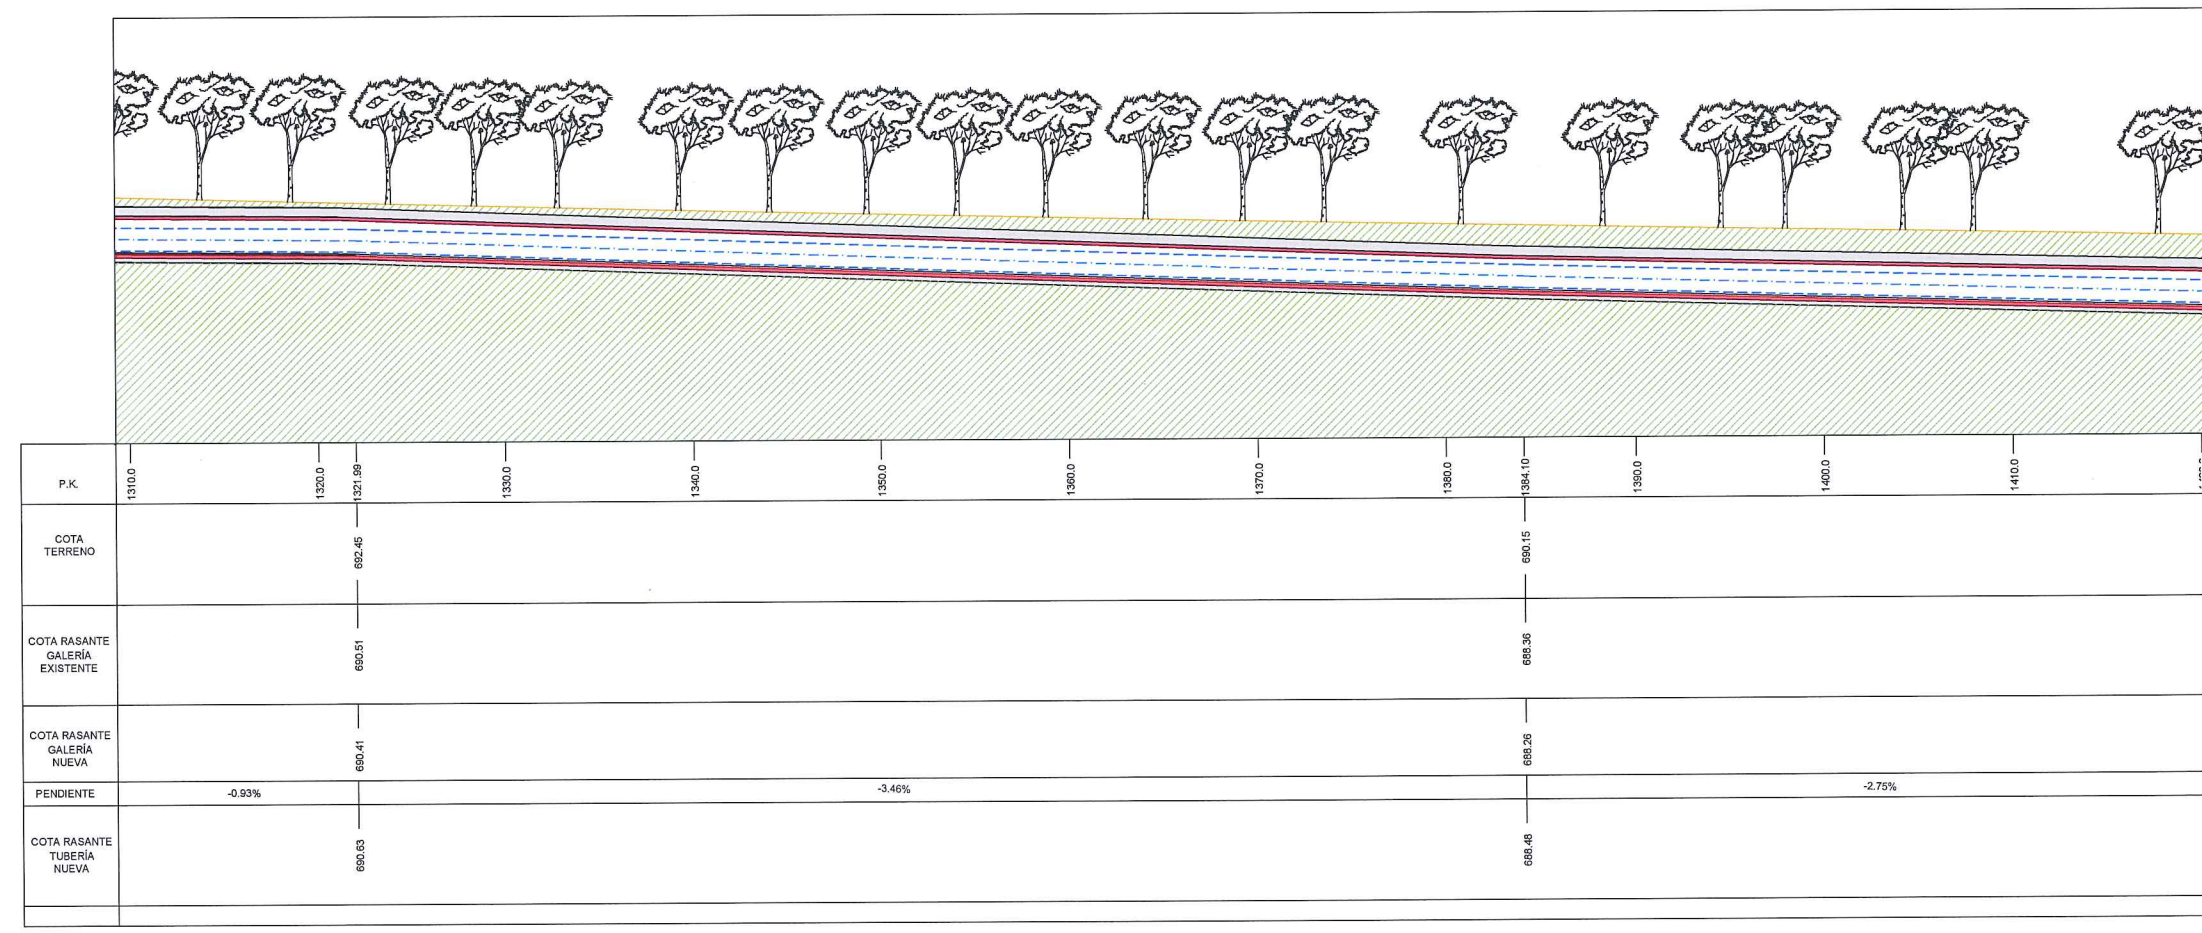 P.K.
1310.0
1320.0
1321.99
1330.0
1340.0
1350.0
1360.0
1370.0
1380.0
1384.10
1390.0
1400.0
1410.0
COTA
TERRENO
692.45
690.15
COTA RASANTE
GALERÍA
EXISTENTE
690.51
688.36
COTA RASANTE
GALERÍA
NUEVA
690.41
688.26
PENDIENTE
-0.93%
-3.46%
-2.75%
COTA RASANTE
TUBERÍA
NUEVA
690.63
688.48